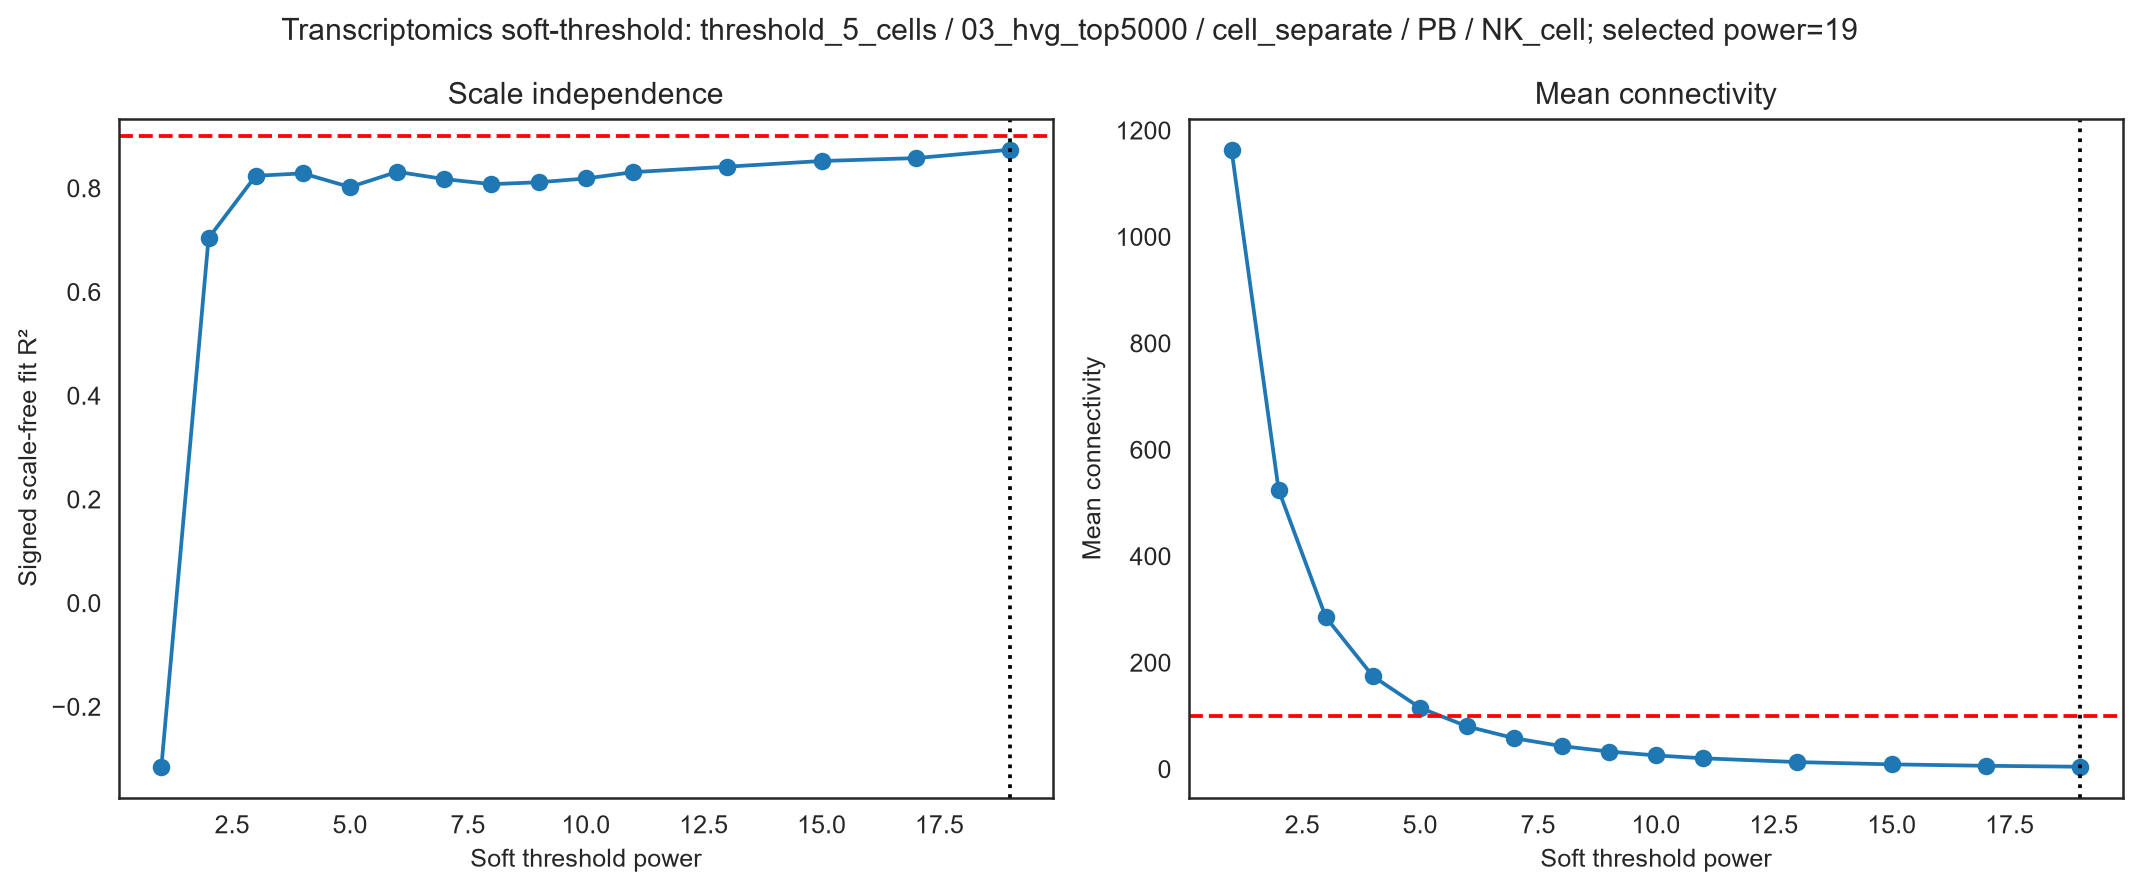 Transcriptomics soft-threshold: threshold_5_cells / 03_hvg_top5000 / cell_separate / PB / NK_cell; selected power=19
Scale independence
Signed scale-free fit R²
0.8
0.6
0.4
0.2
0.0
−0.2
2.5 5.0 7.5 10.0 12.5 15.0 17.5
Soft threshold power
Mean connectivity
Mean connectivity
1200
1000
800
600
400
200
0
2.5 5.0 7.5 10.0 12.5 15.0 17.5
Soft threshold power